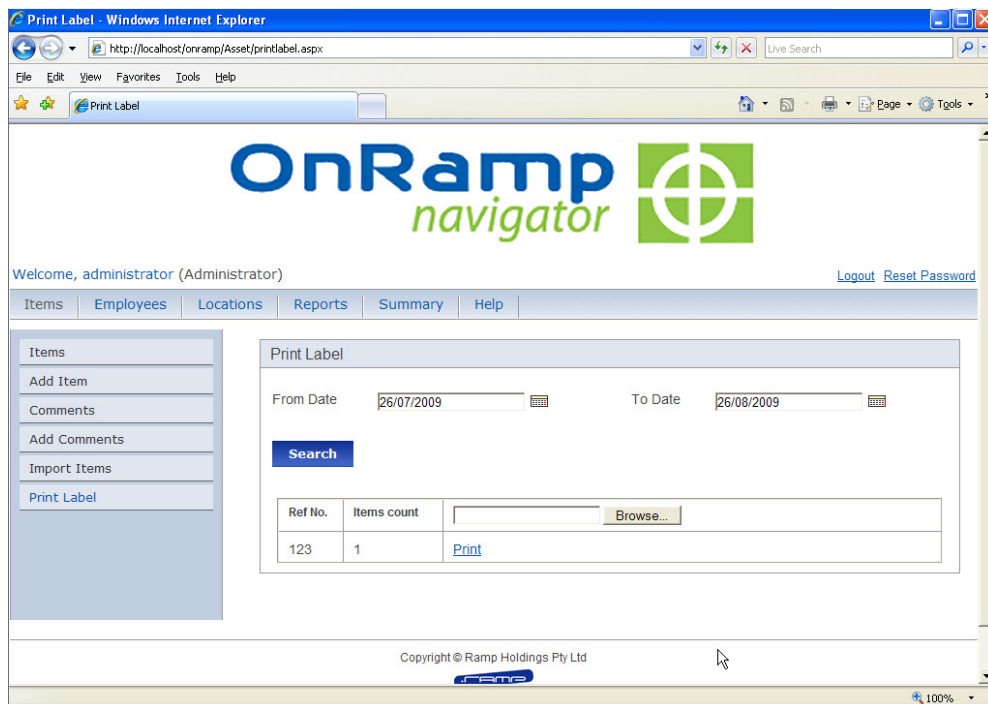 Print Label - Windows Internet Explorer
http://localhost/onramp/Asset/printlabel.aspx
Live Search
File Edit View Favorites Tools Help
Print Label
Page Tools
OnRamp
navigator
Welcome, administrator (Administrator)
Logout Reset Password
Items Employees Locations Reports Summary Help
Items
Add Item
Comments
Add Comments
Import Items
Print Label
Print Label
From Date 26/07/2009 To Date 26/08/2009
Search
Ref No. Items count Browse...
123 1 Print
Copyright © Ramp Holdings Pty Ltd
.ramp
100%